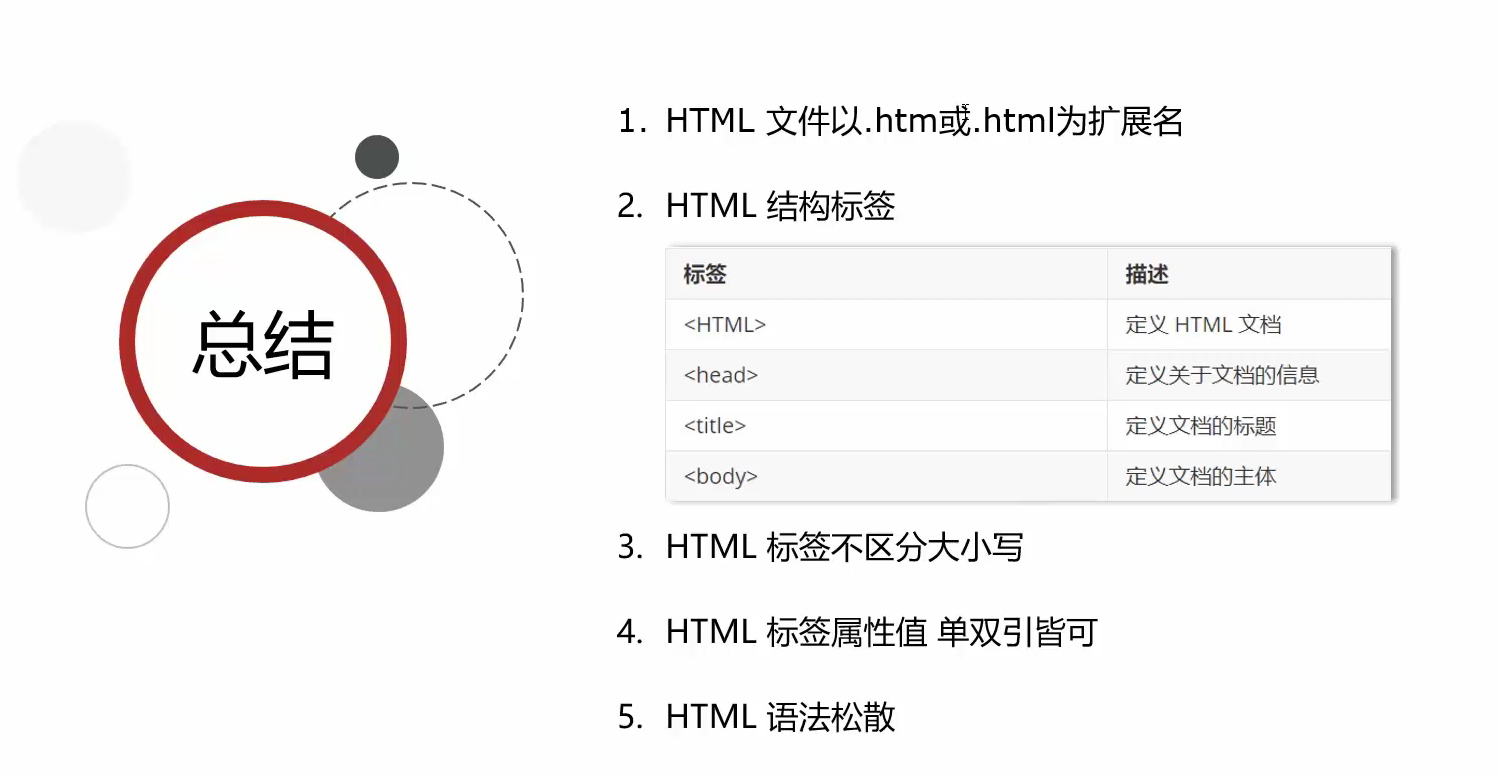 总结
1. HTML 文件以.htm或.html为扩展名
2. HTML 结构标签
标签 描述
<HTML> 定义 HTML 文档
<head> 定义关于文档的信息
<title> 定义文档的标题
<body> 定义文档的主体
3. HTML 标签不区分大小写
4. HTML 标签属性值 单双引皆可
5. HTML 语法松散